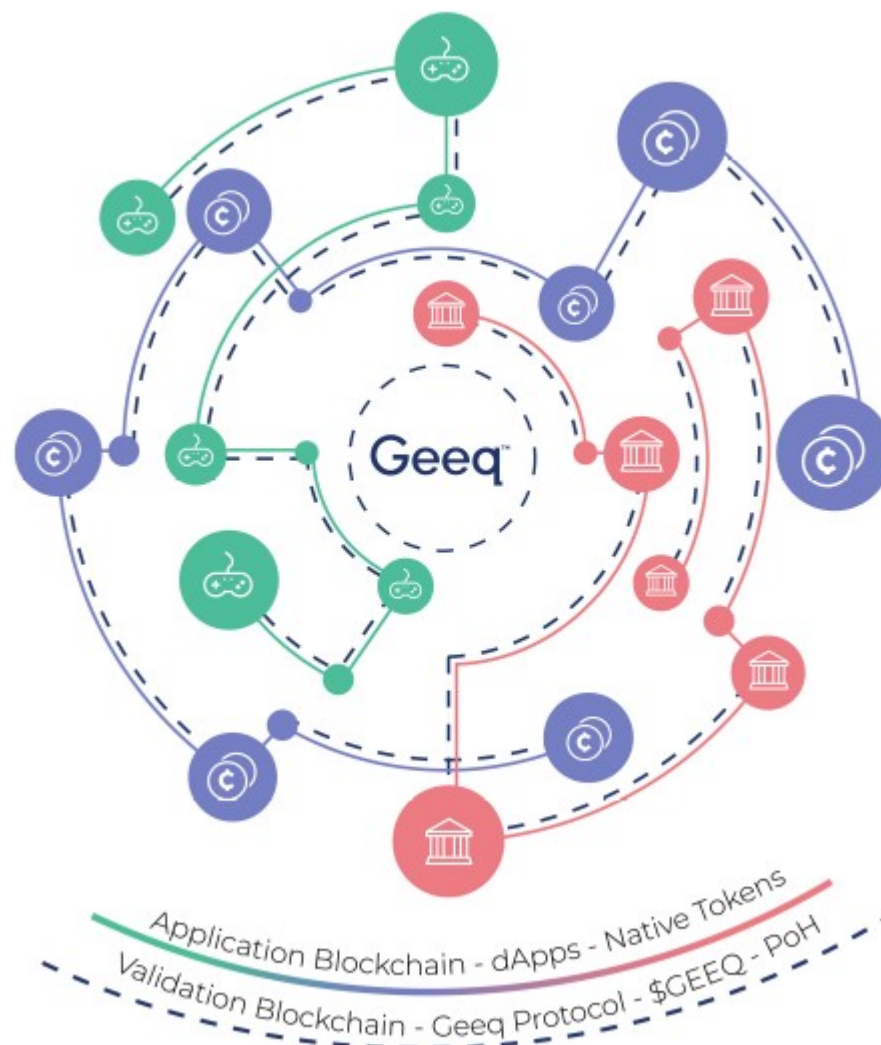 Geeq™
Application Blockchain - dApps - Native Tokens
Validation Blockchain - Geeq Protocol - $GEEQ - PoH